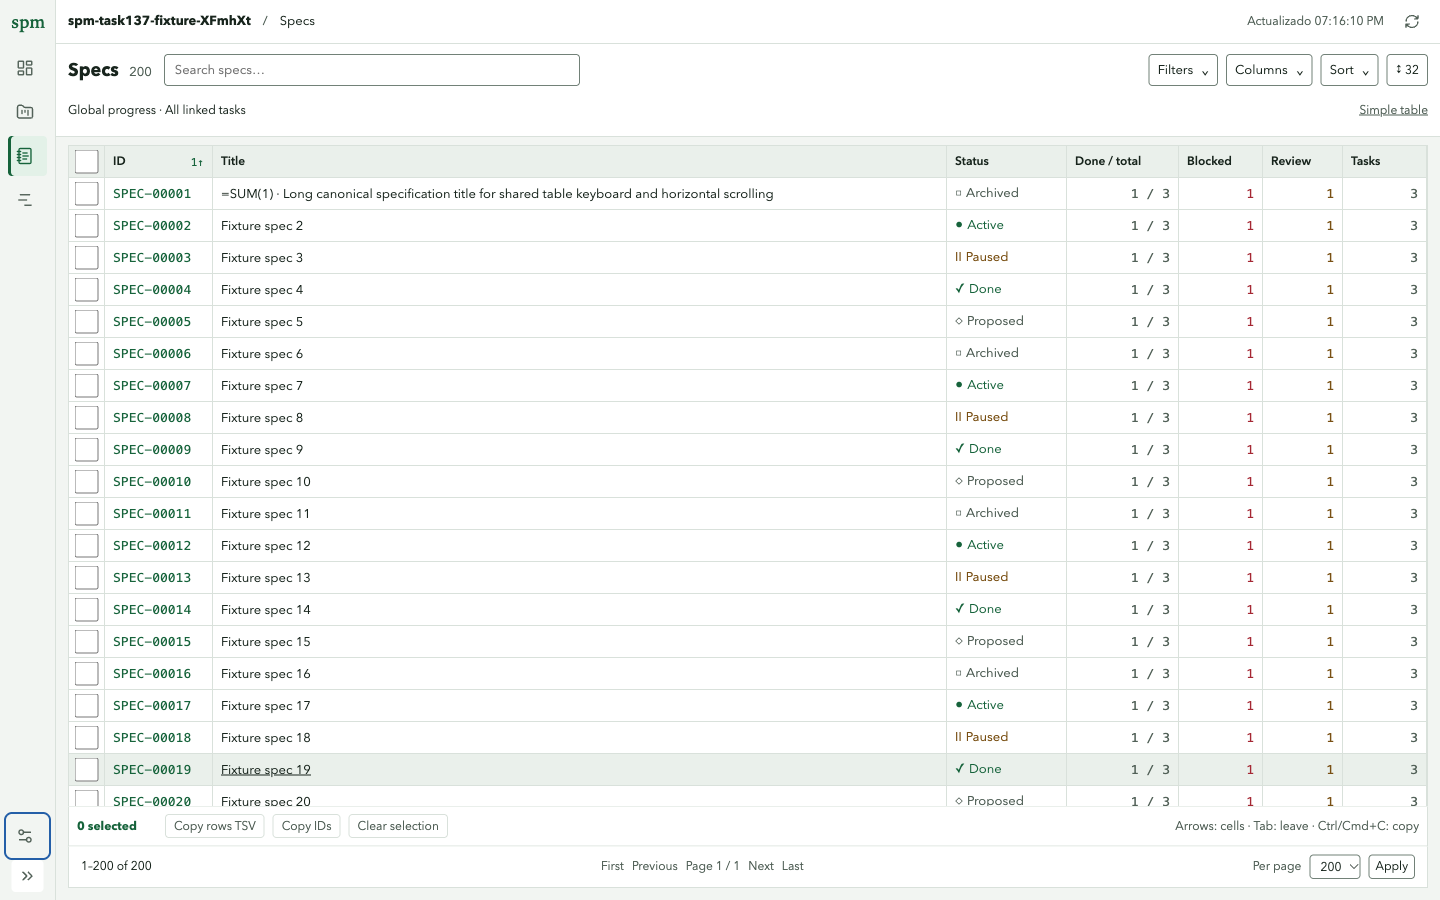 spm
spm-task137-fixture-XFmhXt / Specs
Actualizado 07:16:10 PM
Specs 200 Search specs...
Filters Columns Sort ↕ 32
Global progress · All linked tasks
Simple table
ID 1↑ Title Status Done / total Blocked Review Tasks
SPEC-00001 =SUM(1) · Long canonical specification title for shared table keyboard and horizontal scrolling Archived 1 / 3 1 1 3
SPEC-00002 Fixture spec 2 Active 1 / 3 1 1 3
SPEC-00003 Fixture spec 3 Paused 1 / 3 1 1 3
SPEC-00004 Fixture spec 4 Done 1 / 3 1 1 3
SPEC-00005 Fixture spec 5 Proposed 1 / 3 1 1 3
SPEC-00006 Fixture spec 6 Archived 1 / 3 1 1 3
SPEC-00007 Fixture spec 7 Active 1 / 3 1 1 3
SPEC-00008 Fixture spec 8 Paused 1 / 3 1 1 3
SPEC-00009 Fixture spec 9 Done 1 / 3 1 1 3
SPEC-00010 Fixture spec 10 Proposed 1 / 3 1 1 3
SPEC-00011 Fixture spec 11 Archived 1 / 3 1 1 3
SPEC-00012 Fixture spec 12 Active 1 / 3 1 1 3
SPEC-00013 Fixture spec 13 Paused 1 / 3 1 1 3
SPEC-00014 Fixture spec 14 Done 1 / 3 1 1 3
SPEC-00015 Fixture spec 15 Proposed 1 / 3 1 1 3
SPEC-00016 Fixture spec 16 Archived 1 / 3 1 1 3
SPEC-00017 Fixture spec 17 Active 1 / 3 1 1 3
SPEC-00018 Fixture spec 18 Paused 1 / 3 1 1 3
SPEC-00019 Fixture spec 19 Done 1 / 3 1 1 3
SPEC-00020 Fixture spec 20 Proposed 1 / 3 1 1 3
0 selected Copy rows TSV Copy IDs Clear selection Arrows: cells · Tab: leave · Ctrl/Cmd+C: copy
1–200 of 200 First Previous Page 1 / 1 Next Last Per page 200 Apply